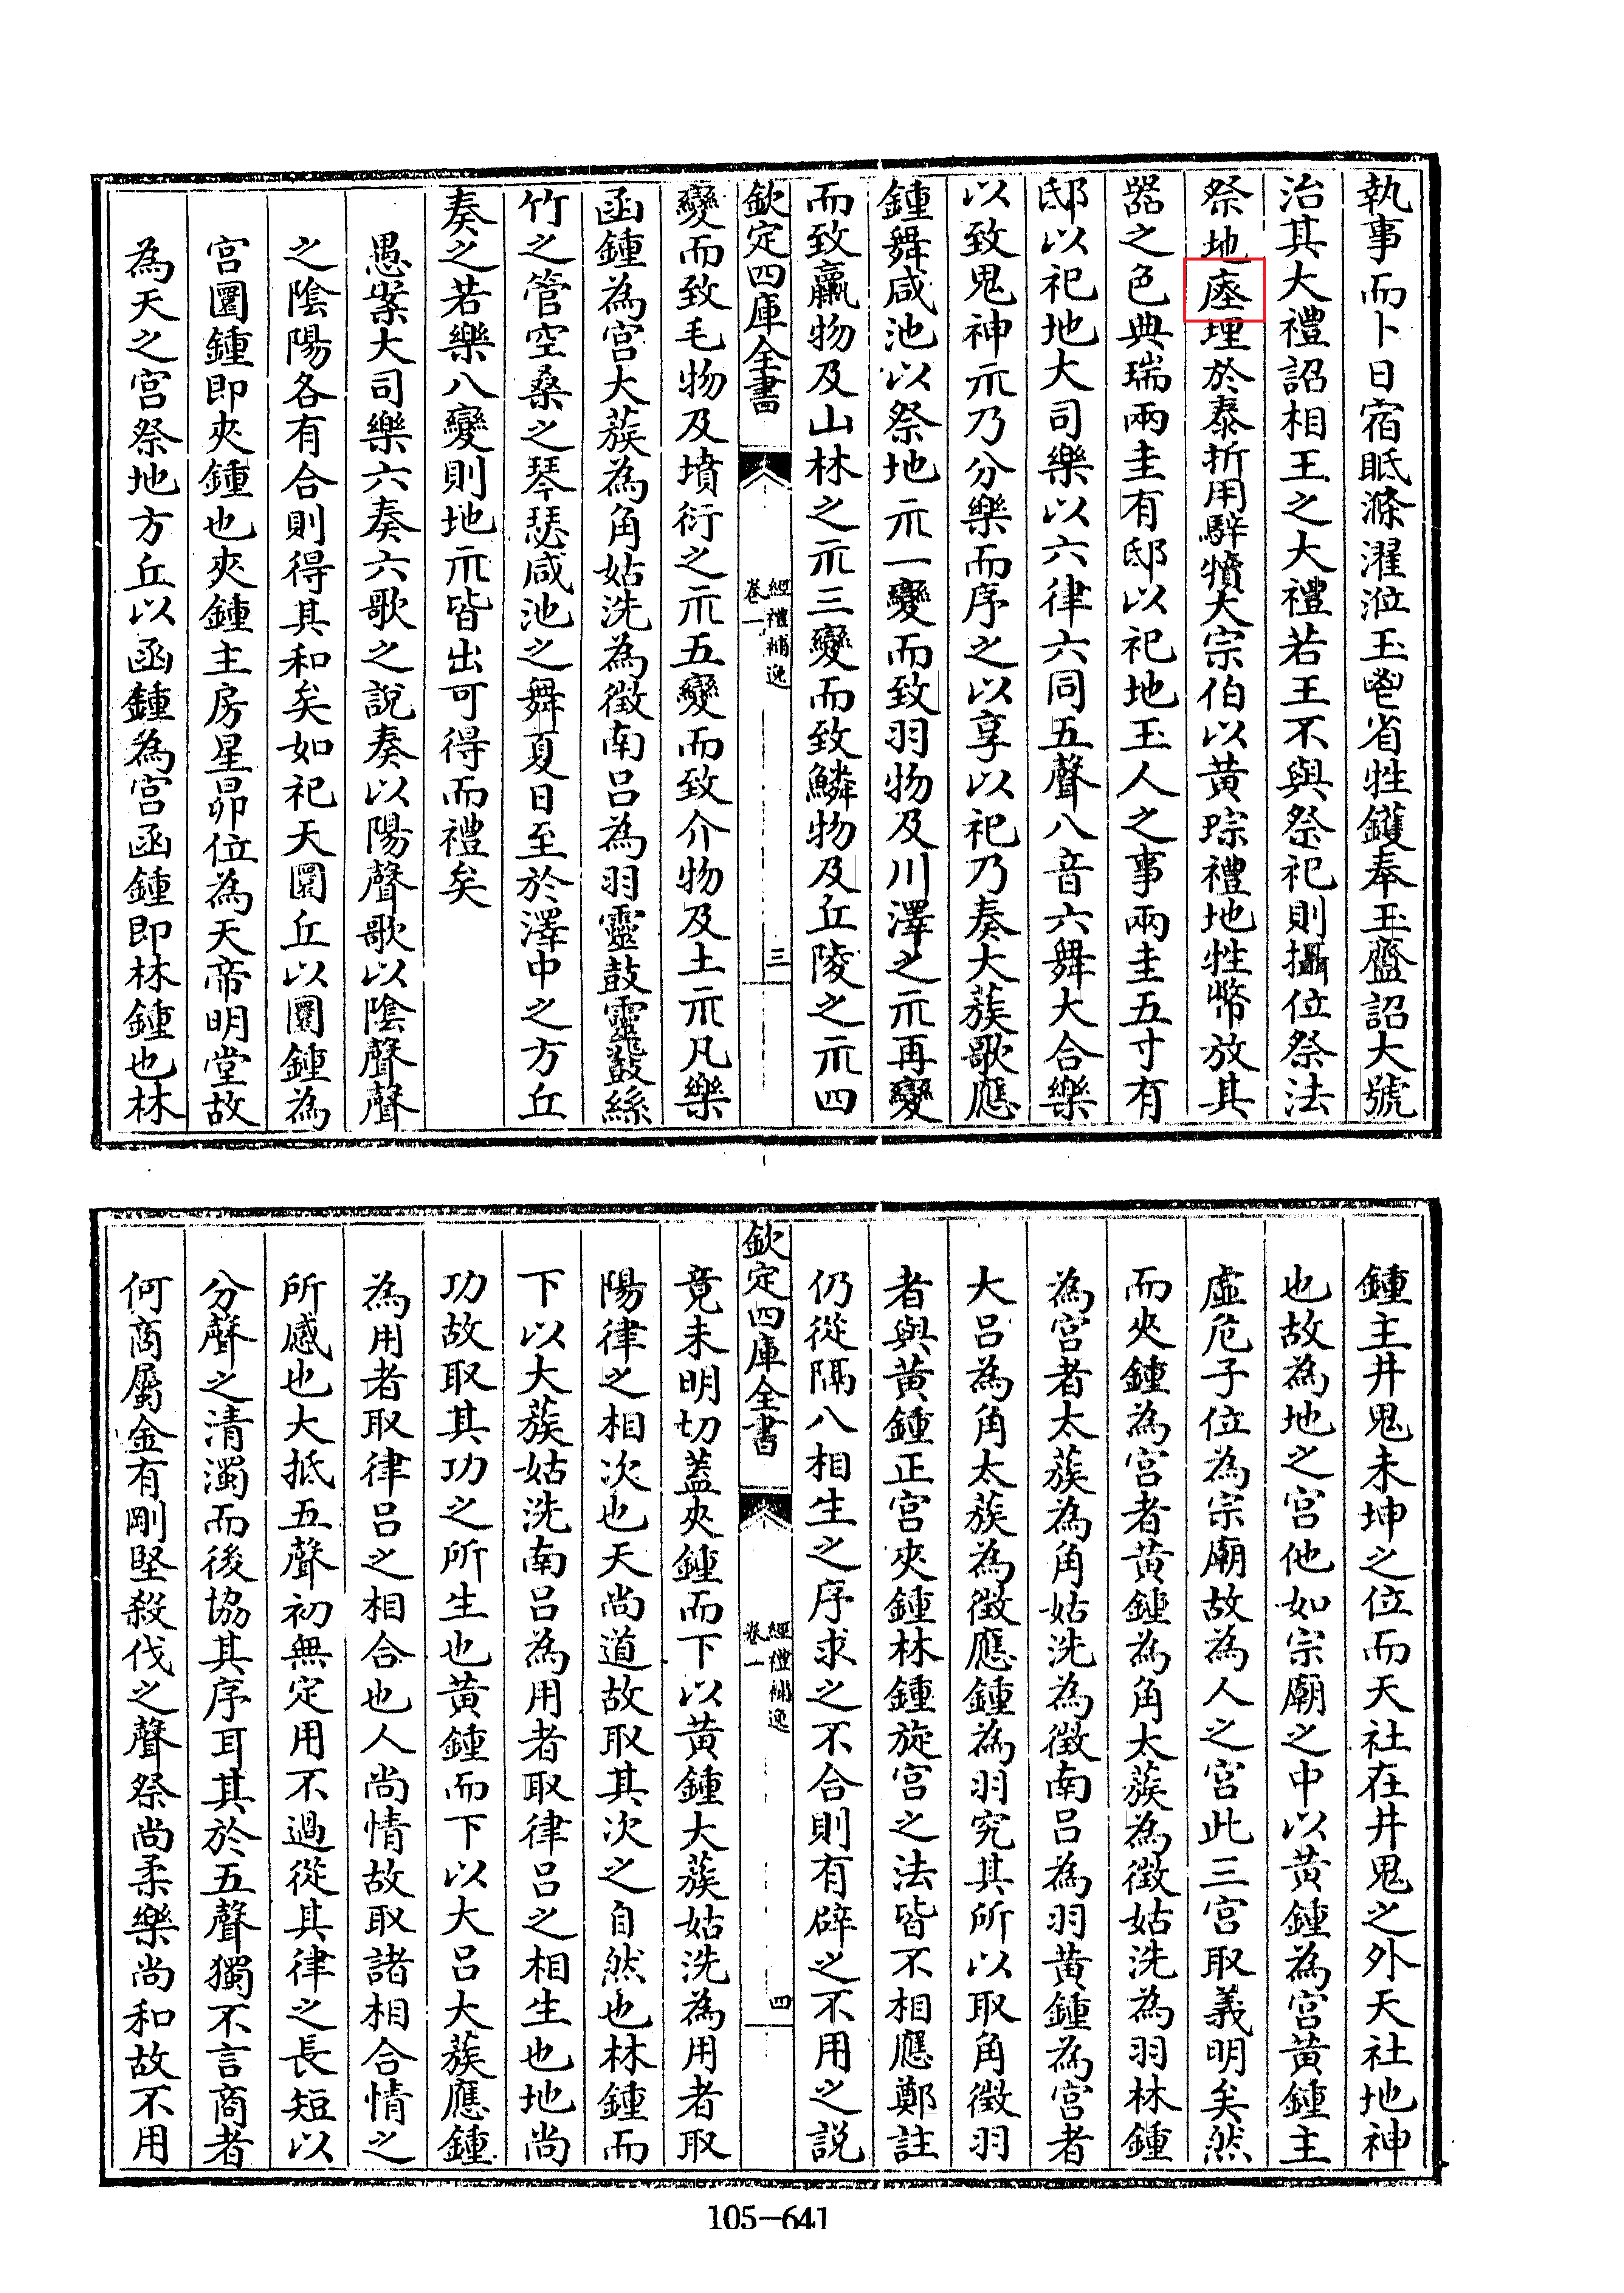 執事而卜日宿眡滌濯涖玉鬯省牲鑊奉玉齍詔大號
治其大禮詔相王之大禮若王不與祭祀則攝位祭法
祭地瘞埋於泰折用騂犢大宗伯以黄琮禮地牲幣放其
器之色典瑞兩圭有邸以祀地玉人之事兩圭五寸有
邸以祀地大司樂以六律六同五聲八音六舞大合樂
以致鬼神示乃分樂而序之以享以祀乃奏大蔟歌應
鍾舞咸池以祭地示一變而致羽物及川澤之示再變
而致臝物及山林之示三變而致鱗物及丘陵之示四
欽定四庫全書
經禮補逸
卷一
三
變而致毛物及墳衍之示五變而致介物及土示凡樂
函鍾為宫大蔟為角姑洗為徵南吕為羽靈鼓靈鼗絲
竹之管空桑之琴瑟咸池之舞夏日至於澤中之方丘
奏之若樂八變則地示皆出可得而禮矣
愚案大司樂六奏六歌之說奏以陽聲歌以陰聲聲
之陰陽各有合則得其和矣如祀天圜丘以圜鍾為
宫圜鍾即夾鍾也夾鍾主房星昴位為天帝明堂故
為天之宫祭地方丘以函鍾為宫函鍾即林鍾也林
鍾主井鬼未坤之位而天社在井鬼之外天社地神
也故為地之宫他如宗廟之中以黄鍾為宫黄鍾主
虛危子位為宗廟故為人之宫此三宫取義明矣然
而夾鍾為宫者黄鍾為角太蔟為徵姑洗為羽林鍾
為宫者太蔟為角姑洗為徵南吕為羽黄鍾為宫者
大吕為角太蔟為徵應鍾為羽究其所以取角徵羽
者與黄鍾正宫夾鍾林鍾旋宫之法皆不相應鄭註
仍從隔八相生之序求之不合則有辟之不用之説
欽定四庫全書
經禮補逸
卷一
四
竟未明切蓋夾鍾而下以黄鍾大蔟姑洗為用者取
陽律之相次也天尚道故取其次之自然也林鍾而
下以大蔟姑洗南吕為用者取律吕之相生也地尚
功故取其功之所生也黄鍾而下以大吕大蔟應鍾
為用者取律吕之相合也人尚情故取諸相合情之
所感也大抵五聲初無定用不過從其律之長短以
分聲之清濁而後協其序耳其於五聲獨不言商者
何商屬金有剛堅殺伐之聲祭尚柔樂尚和故不用
105-641